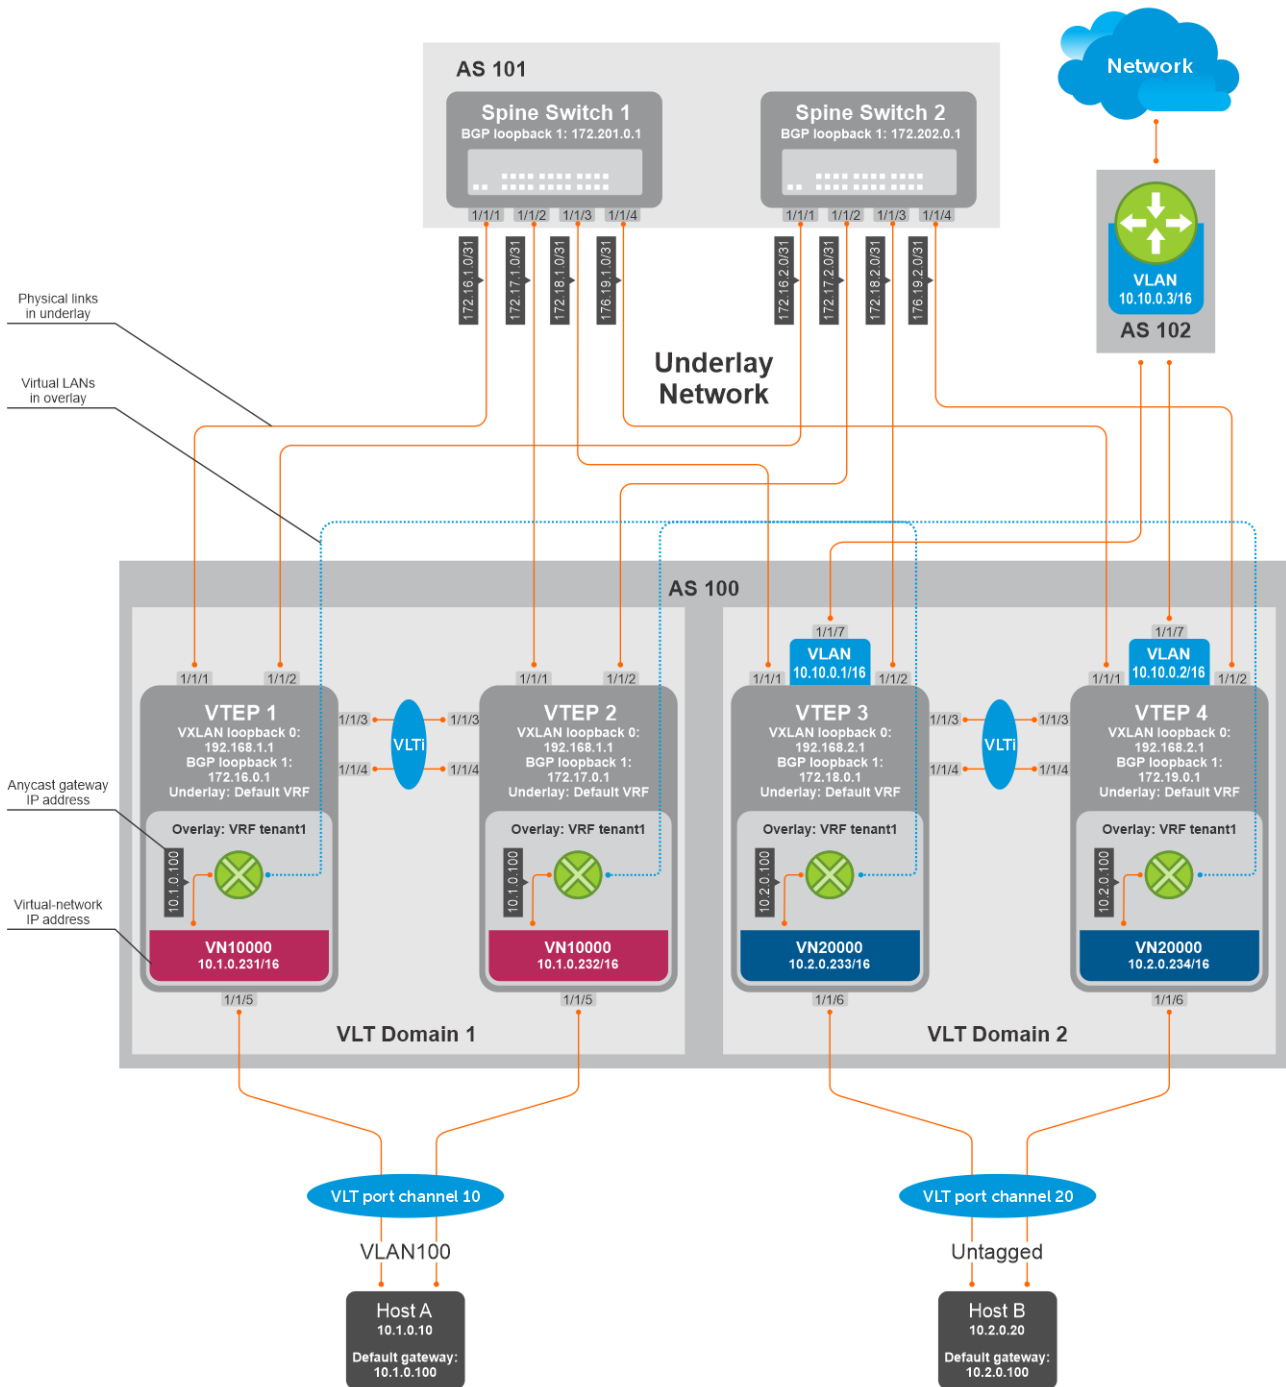 AS 101
Network
Spine Switch 1
BGP loopback 1: 172.201.0.1
Spine Switch 2
BGP loopback 1: 172.202.0.1
1/1/1
1/1/2
1/1/3
1/1/4
1/1/1
1/1/2
1/1/3
1/1/4
172.16.1.0/31
172.17.1.0/31
172.18.1.0/31
176.19.1.0/31
172.16.2.0/31
172.17.2.0/31
172.18.2.0/31
176.19.2.0/31
VLAN
10.10.0.3/16
AS 102
Physical links
in underlay
Underlay
Network
Virtual LANs
in overlay
AS 100
1/1/7
1/1/7
VLAN
10.10.0.1/16
VLAN
10.10.0.2/16
1/1/1
1/1/2
1/1/1
1/1/2
1/1/1
1/1/2
1/1/1
1/1/2
VTEP 1
VXLAN loopback 0:
192.168.1.1
BGP loopback 1:
172.16.0.1
Underlay: Default VRF
1/1/3
1/1/4
VLTi
1/1/3
1/1/4
VTEP 2
VXLAN loopback 0:
192.168.1.1
BGP loopback 1:
172.17.0.1
Underlay: Default VRF
VTEP 3
VXLAN loopback 0:
192.168.2.1
BGP loopback 1:
172.18.0.1
Underlay: Default VRF
1/1/3
1/1/4
VLTi
1/1/3
1/1/4
VTEP 4
VXLAN loopback 0:
192.168.2.1
BGP loopback 1:
172.19.0.1
Underlay: Default VRF
Anycast gateway
IP address
Overlay: VRF tenant1
10.1.0.100
Overlay: VRF tenant1
10.1.0.100
Overlay: VRF tenant1
10.2.0.100
Overlay: VRF tenant1
10.2.0.100
Virtual-network
IP address
VN10000
10.1.0.231/16
VN10000
10.1.0.232/16
VN20000
10.2.0.233/16
VN20000
10.2.0.234/16
1/1/5
1/1/5
1/1/6
1/1/6
VLT Domain 1
VLT Domain 2
VLT port channel 10
VLT port channel 20
VLAN100
Untagged
Host A
10.1.0.10
Default gateway:
10.1.0.100
Host B
10.2.0.20
Default gateway:
10.2.0.100